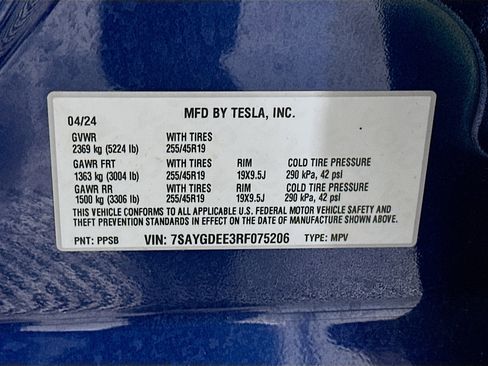 MFD BY TESLA, INC.
04/24
GVWR WITH TIRES
2369 kg (5224 lb) 255/45R19
GAWR FRT WITH TIRES RIM COLD TIRE PRESSURE
1363 kg (3004 lb) 255/45R19 19X9.5J 290 kPa, 42 psi
GAWR RR WITH TIRES RIM COLD TIRE PRESSURE
1500 kg (3306 lb) 255/45R19 19X9.5J 290 kPa, 42 psi
THIS VEHICLE CONFORMS TO ALL APPLICABLE U.S. FEDERAL MOTOR VEHICLE SAFETY AND
THEFT PREVENTION STANDARDS IN EFFECT ON THE DATE OF MANUFACTURE SHOWN ABOVE.
PNT: PPSB VIN: 7SAYGDEE3RF075206 TYPE: MPV